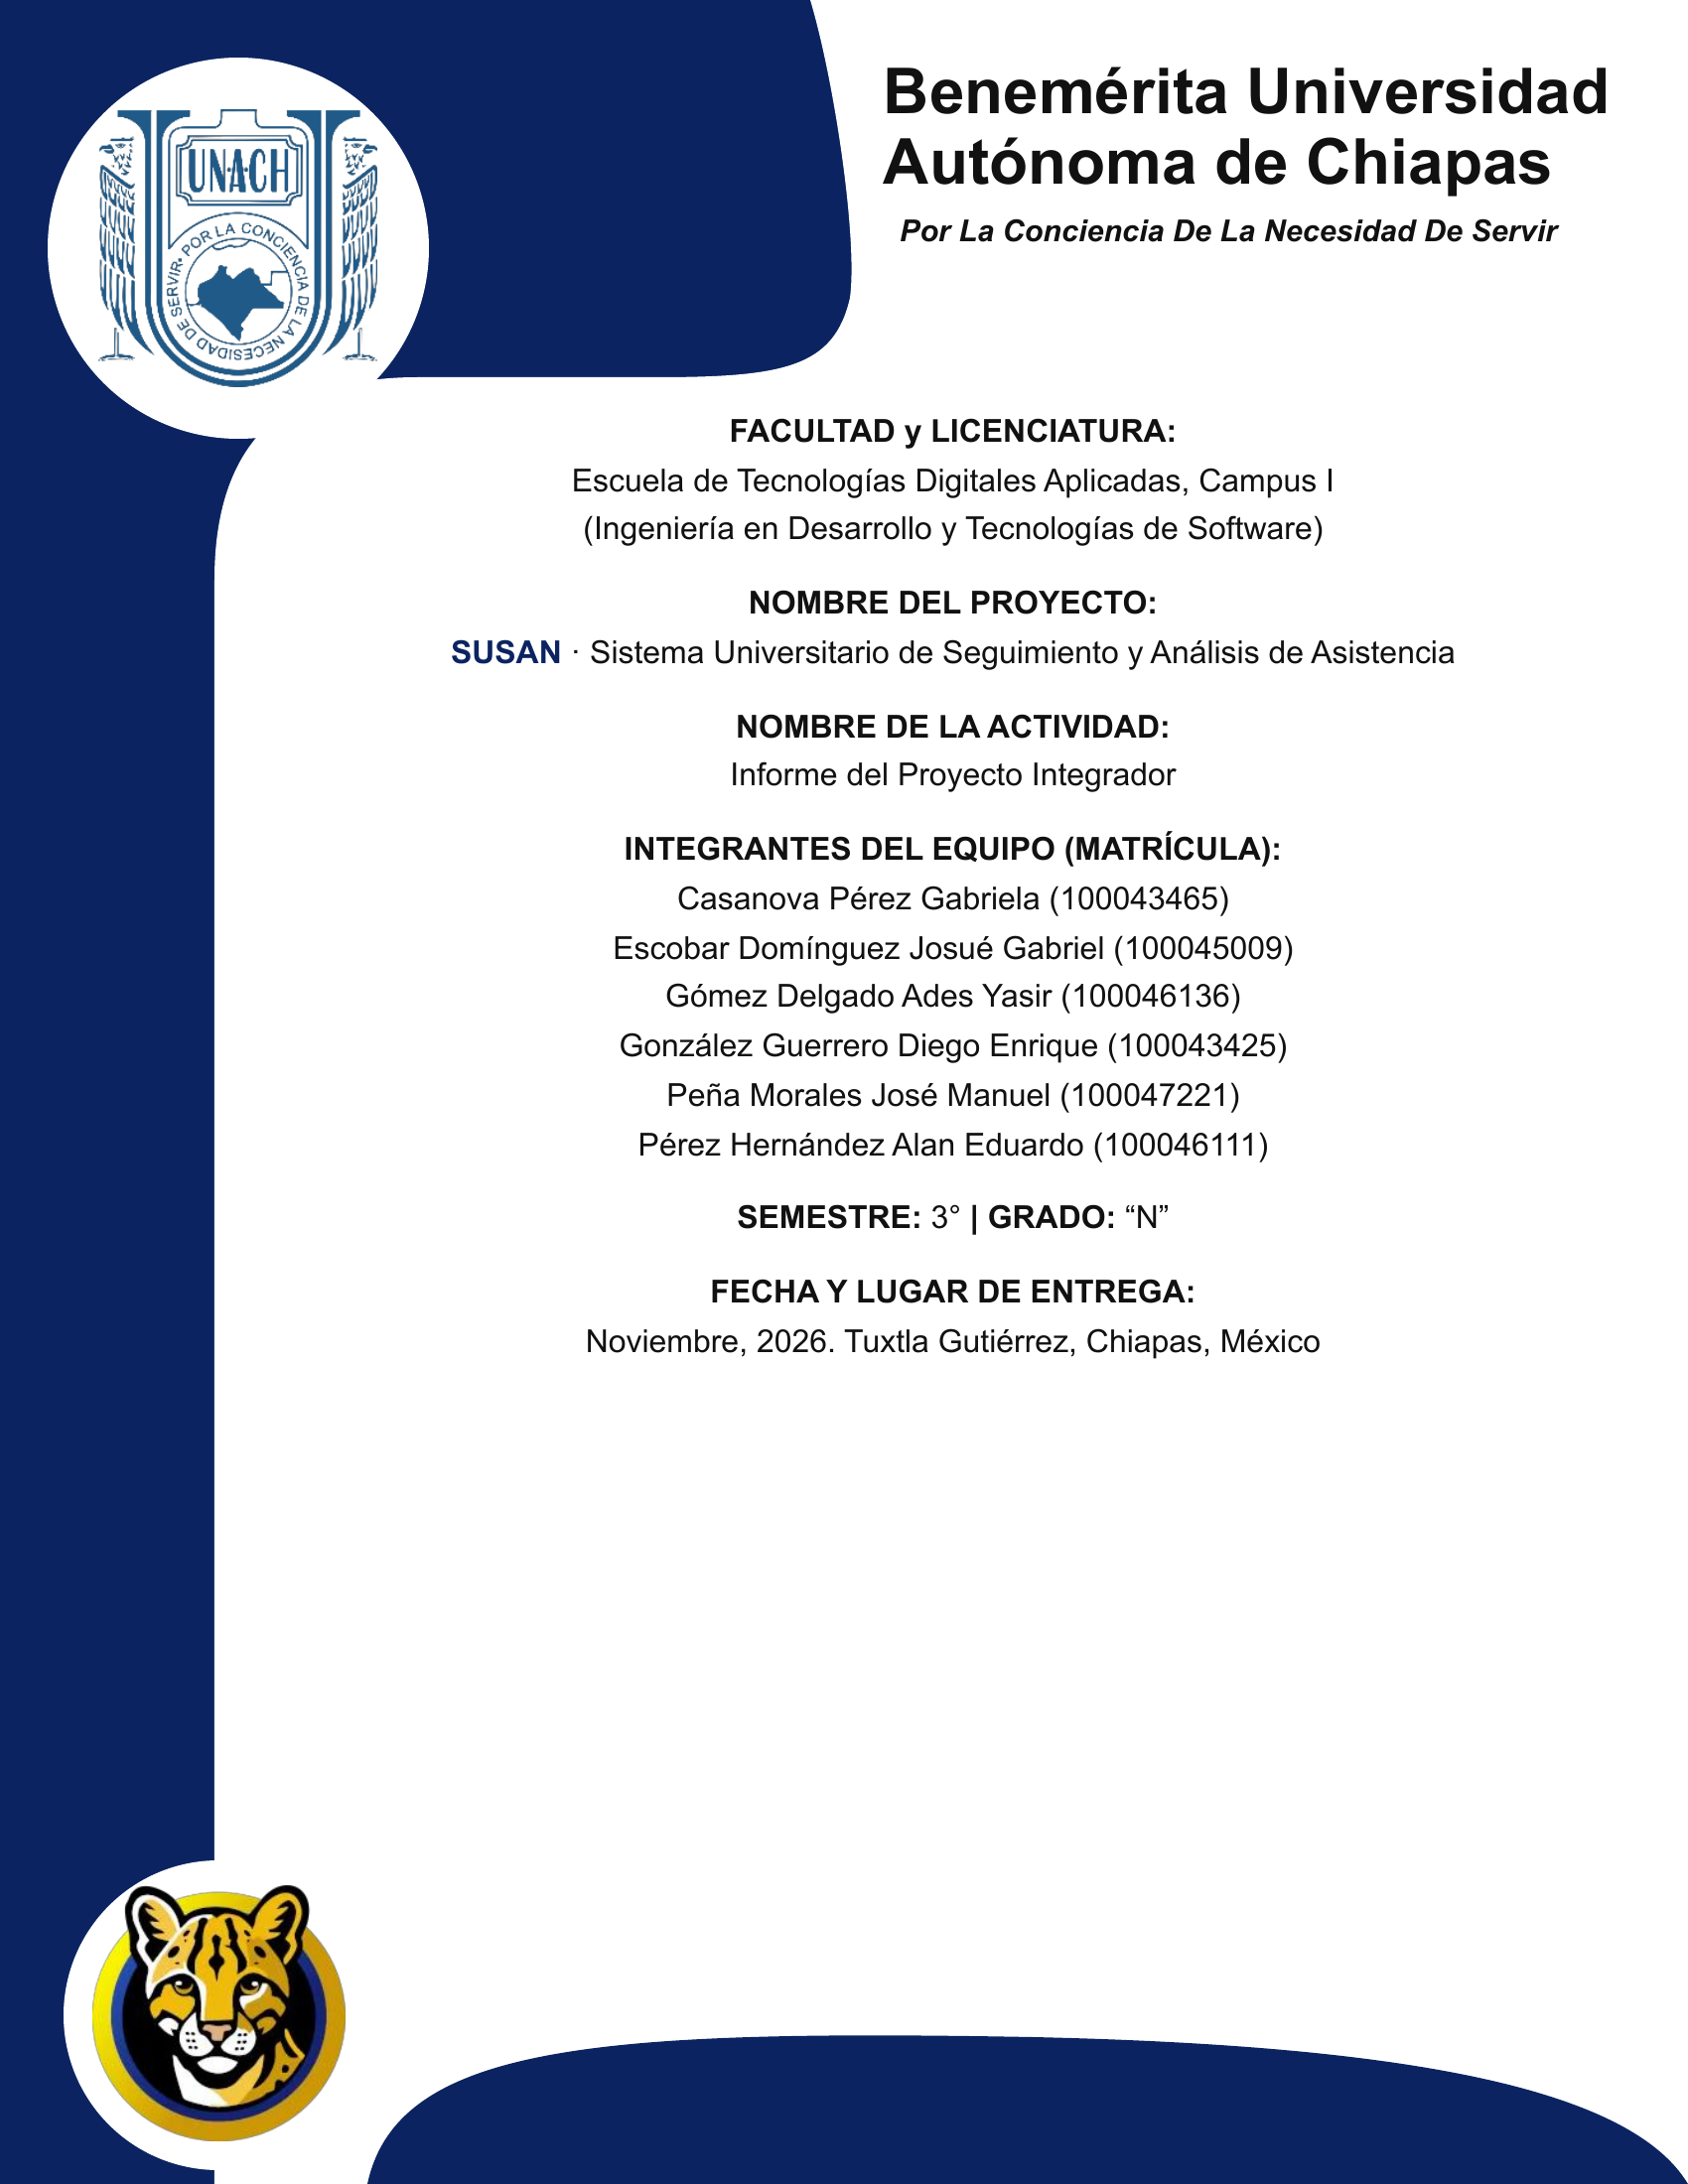 UNACH
POR LA CONCIENCIA DE LA NECESIDAD DE SERVIR
Benemérita Universidad
Autónoma de Chiapas
Por La Conciencia De La Necesidad De Servir
FACULTAD y LICENCIATURA:
Escuela de Tecnologías Digitales Aplicadas, Campus I
(Ingeniería en Desarrollo y Tecnologías de Software)
NOMBRE DEL PROYECTO:
SUSAN · Sistema Universitario de Seguimiento y Análisis de Asistencia
NOMBRE DE LA ACTIVIDAD:
Informe del Proyecto Integrador
INTEGRANTES DEL EQUIPO (MATRÍCULA):
Casanova Pérez Gabriela (100043465)
Escobar Domínguez Josué Gabriel (100045009)
Gómez Delgado Ades Yasir (100046136)
González Guerrero Diego Enrique (100043425)
Peña Morales José Manuel (100047221)
Pérez Hernández Alan Eduardo (100046111)
SEMESTRE: 3° | GRADO: “N”
FECHA Y LUGAR DE ENTREGA:
Noviembre, 2026. Tuxtla Gutiérrez, Chiapas, México